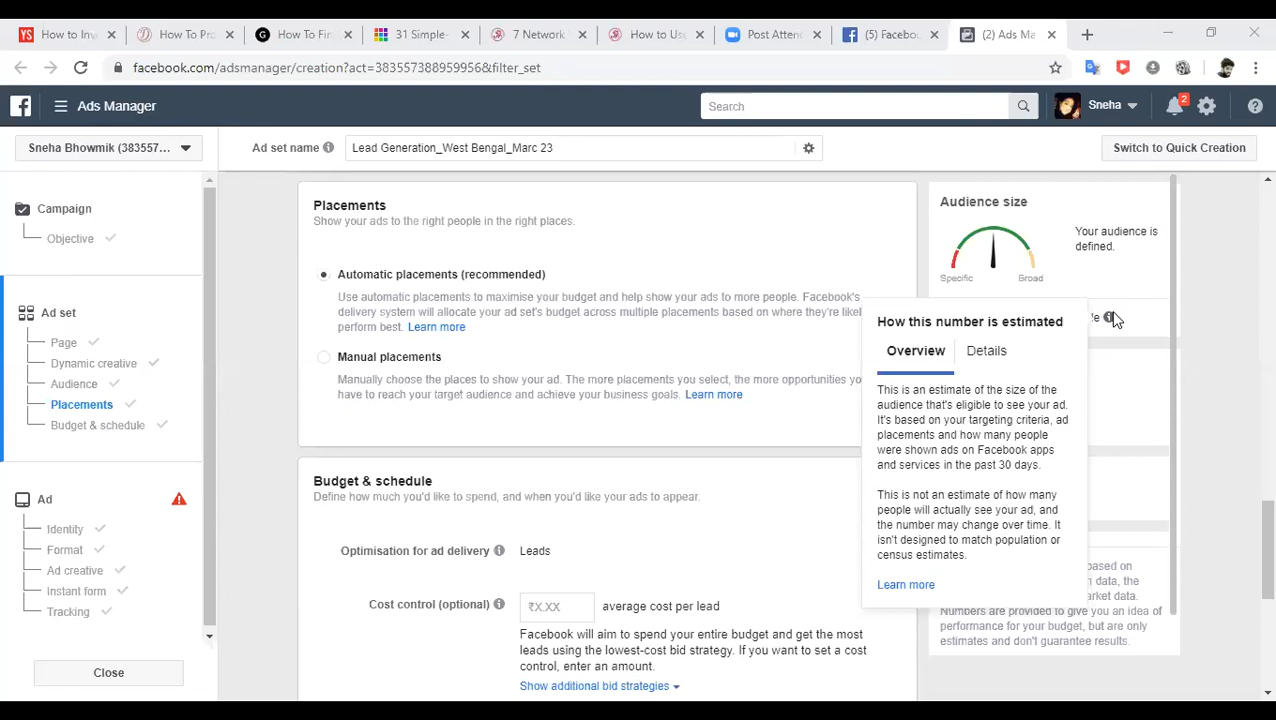 How to Inv
How To Pro
How To Fin
31 Simple-
7 Network
How to Use
Post Attend
(5) Facebou
(2) Ads Ma
facebook.com/adsmanager/creation?act=383557388959956&filter_set
Ads Manager
Search
Sneha
2
Sneha Bhowmik (383557...
Ad set name
Lead Generation_West Bengal_Marc 23
Switch to Quick Creation
Campaign
Objective
Ad set
Page
Dynamic creative
Audience
Placements
Budget & schedule
Ad
Identity
Format
Ad creative
Instant form
Tracking
Close
Placements
Show your ads to the right people in the right places.
Automatic placements (recommended)
Use automatic placements to maximise your budget and help show your ads to more people. Facebook's
delivery system will allocate your ad set's budget across multiple placements based on where they're likel
perform best. Learn more
Manual placements
Manually choose the places to show your ad. The more placements you select, the more opportunities you
have to reach your target audience and achieve your business goals. Learn more
Budget & schedule
Define how much you'd like to spend, and when you'd like your ads to appear.
Optimisation for ad delivery
Leads
Cost control (optional)
₹X.XX
average cost per lead
Facebook will aim to spend your entire budget and get the most
leads using the lowest-cost bid strategy. If you want to set a cost
control, enter an amount.
Show additional bid strategies
Audience size
Your audience is
defined.
Specific
Broad
How this number is estimated
Overview
Details
This is an estimate of the size of the
audience that's eligible to see your ad.
It's based on your targeting criteria, ad
placements and how many people
were shown ads on Facebook apps
and services in the past 30 days.
This is not an estimate of how many
people will actually see your ad, and
the number may change over time. It
isn't designed to match population or
census estimates.
Learn more
based on
n data, the
rket data.
Numbers are provided to give you an idea of
performance for your budget, but are only
estimates and don't guarantee results.